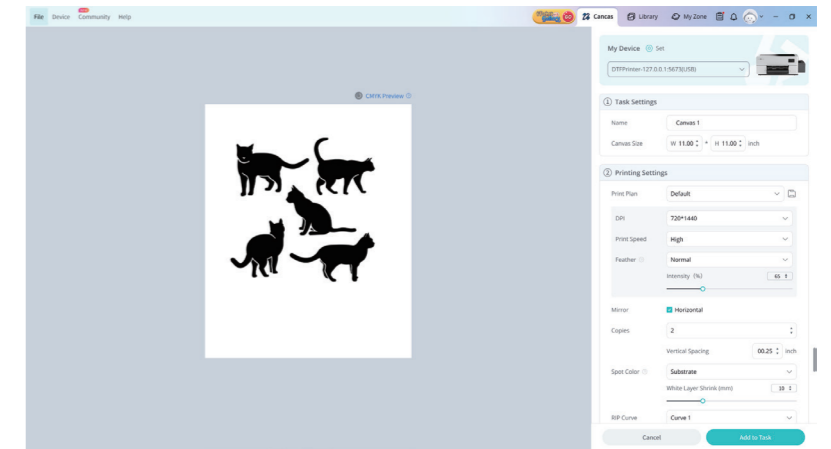 File Device Community Help
Canvas Library My Zone
CMYK Preview
My Device Set
DTFPrinter-127.0.0.1:5673(USB)
1 Task Settings
Name Canvas 1
Canvas Size W 11.00 * H 11.00 inch
2 Printing Settings
Print Plan Default
DPI 720*1440
Print Speed High
Feather Normal
Intensity (%) 65
Mirror Horizontal
Copies 2
Vertical Spacing 00.25 inch
Spot Color Substrate
White Layer Shrink (mm) 10
RIP Curve Curve 1
Cancel Add to Task